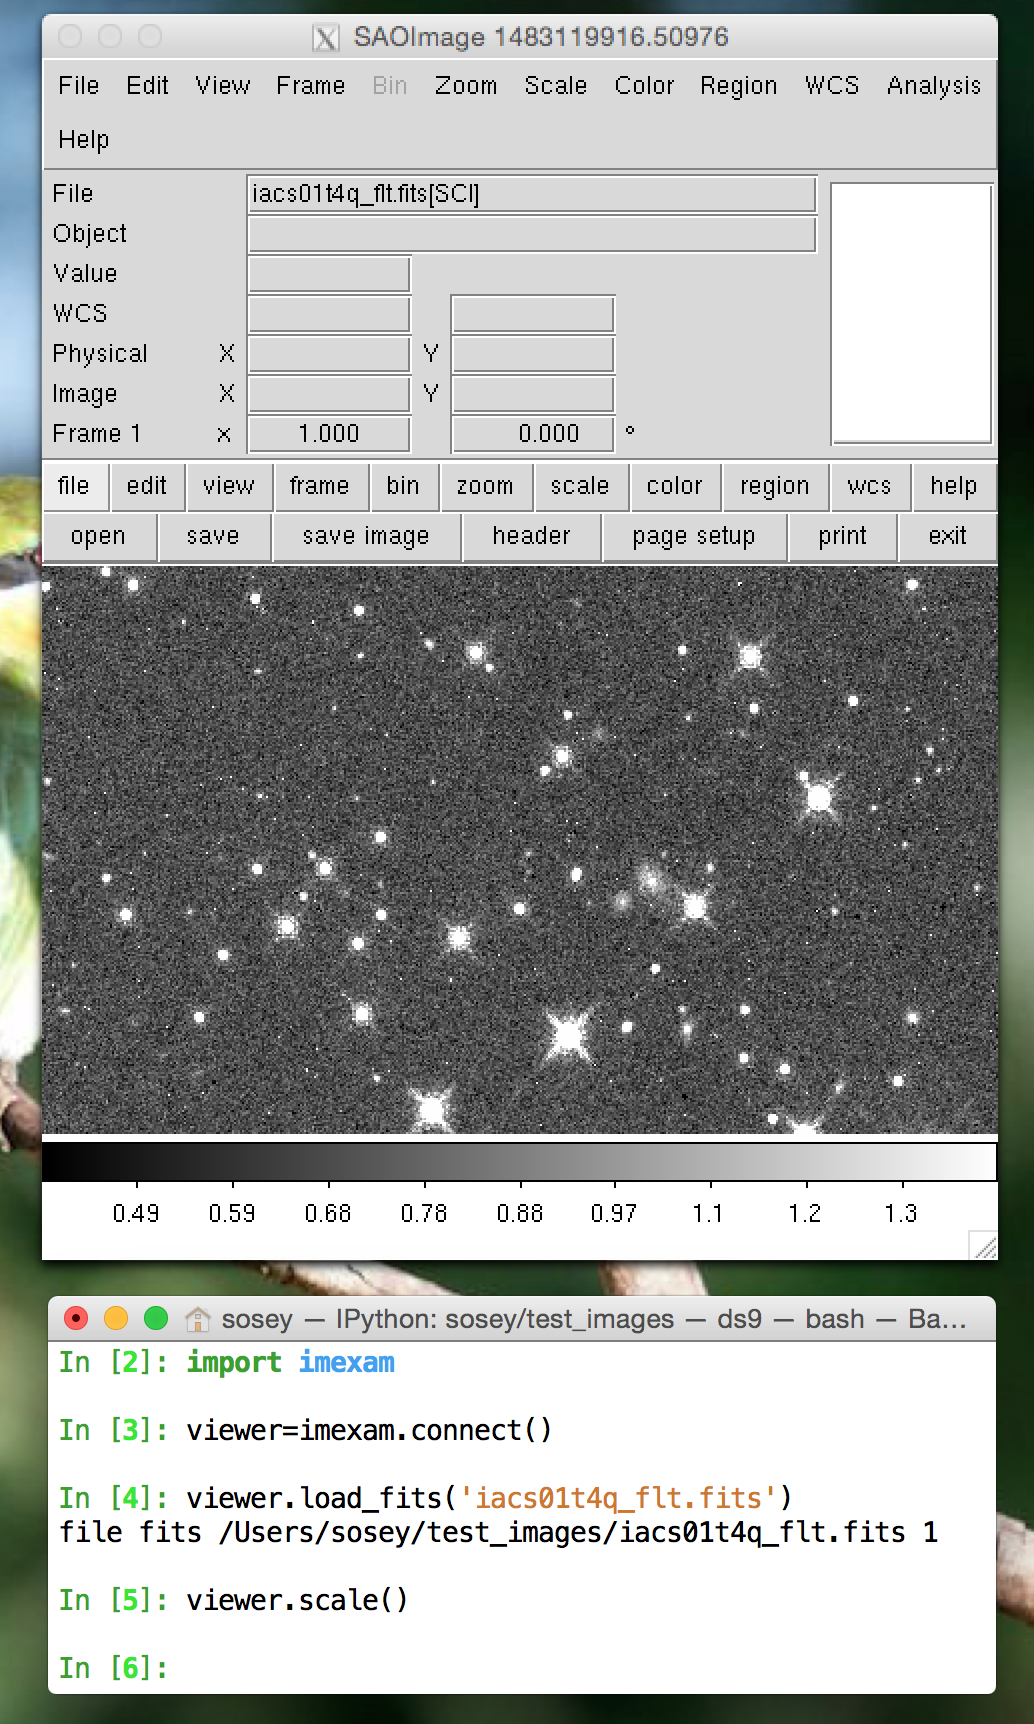 SAOImage 1483119916.50976
File Edit View Frame Bin Zoom Scale Color Region WCS Analysis
Help
File iacs01t4q_flt.fits[SCI]
Object
Value
WCS
Physical X Y
Image X Y
Frame 1 x 1.000 0.000 °
file edit view frame bin zoom scale color region wcs help
open save save image header page setup print exit
0.49 0.59 0.68 0.78 0.88 0.97 1.1 1.2 1.3
sosey — IPython: sosey/test_images — ds9 — bash — Ba...
In [2]: import imexam
In [3]: viewer=imexam.connect()
In [4]: viewer.load_fits('iacs01t4q_flt.fits')
file fits /Users/sosey/test_images/iacs01t4q_flt.fits 1
In [5]: viewer.scale()
In [6]: